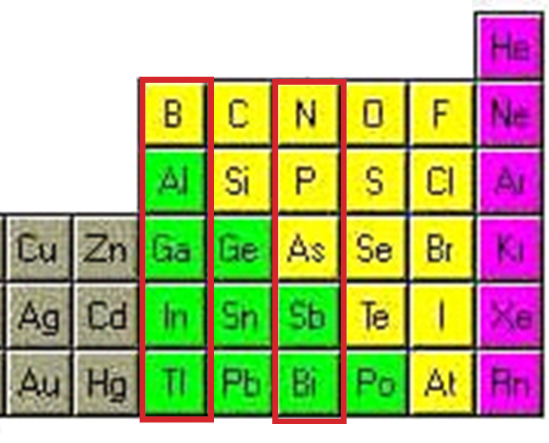 He
B C N O F Ne
Al Si P S Cl Ar
Cu Zn Ga Ge As Se Br Kr
Ag Cd In Sn Sb Te I Xe
Au Hg Tl Pb Bi Po At Rn